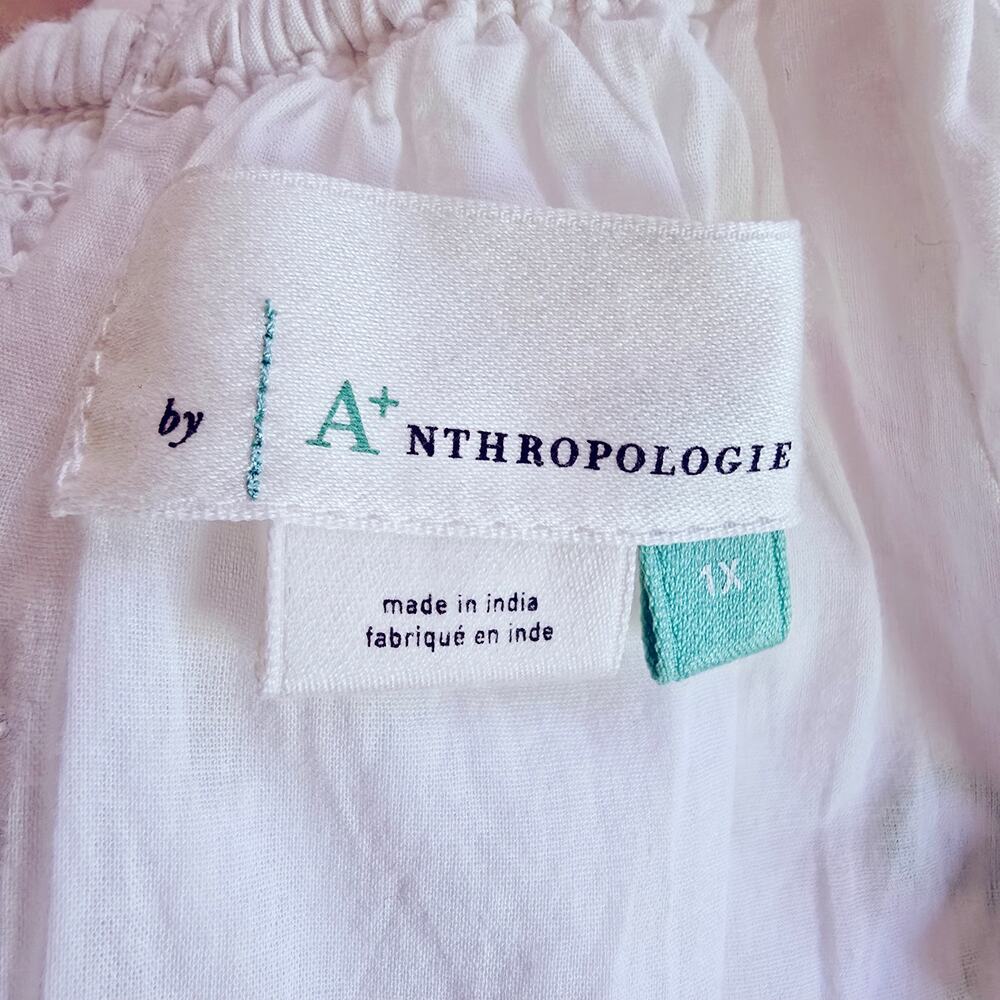 by A+NTHROPOLOGIE
1X
made in india
fabriqué en inde